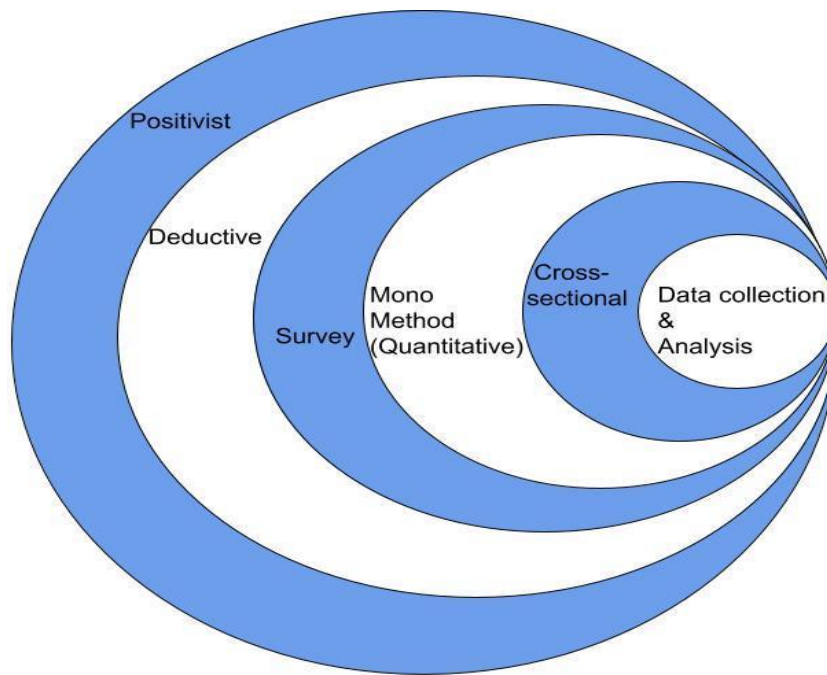 Positivist
Deductive
Survey
Mono
Method
(Quantitative)
Cross-
sectional
Data collection
&
Analysis